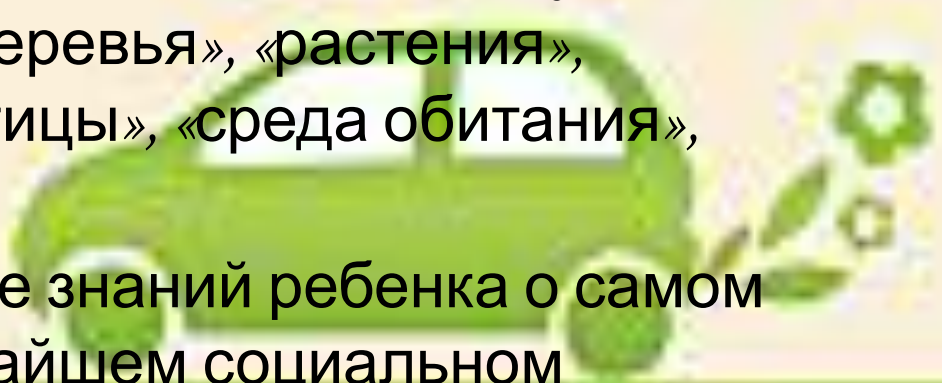 еревья», «растения»,
ицы», «среда обитания»,
е знаний ребенка о самом
айшем социальном